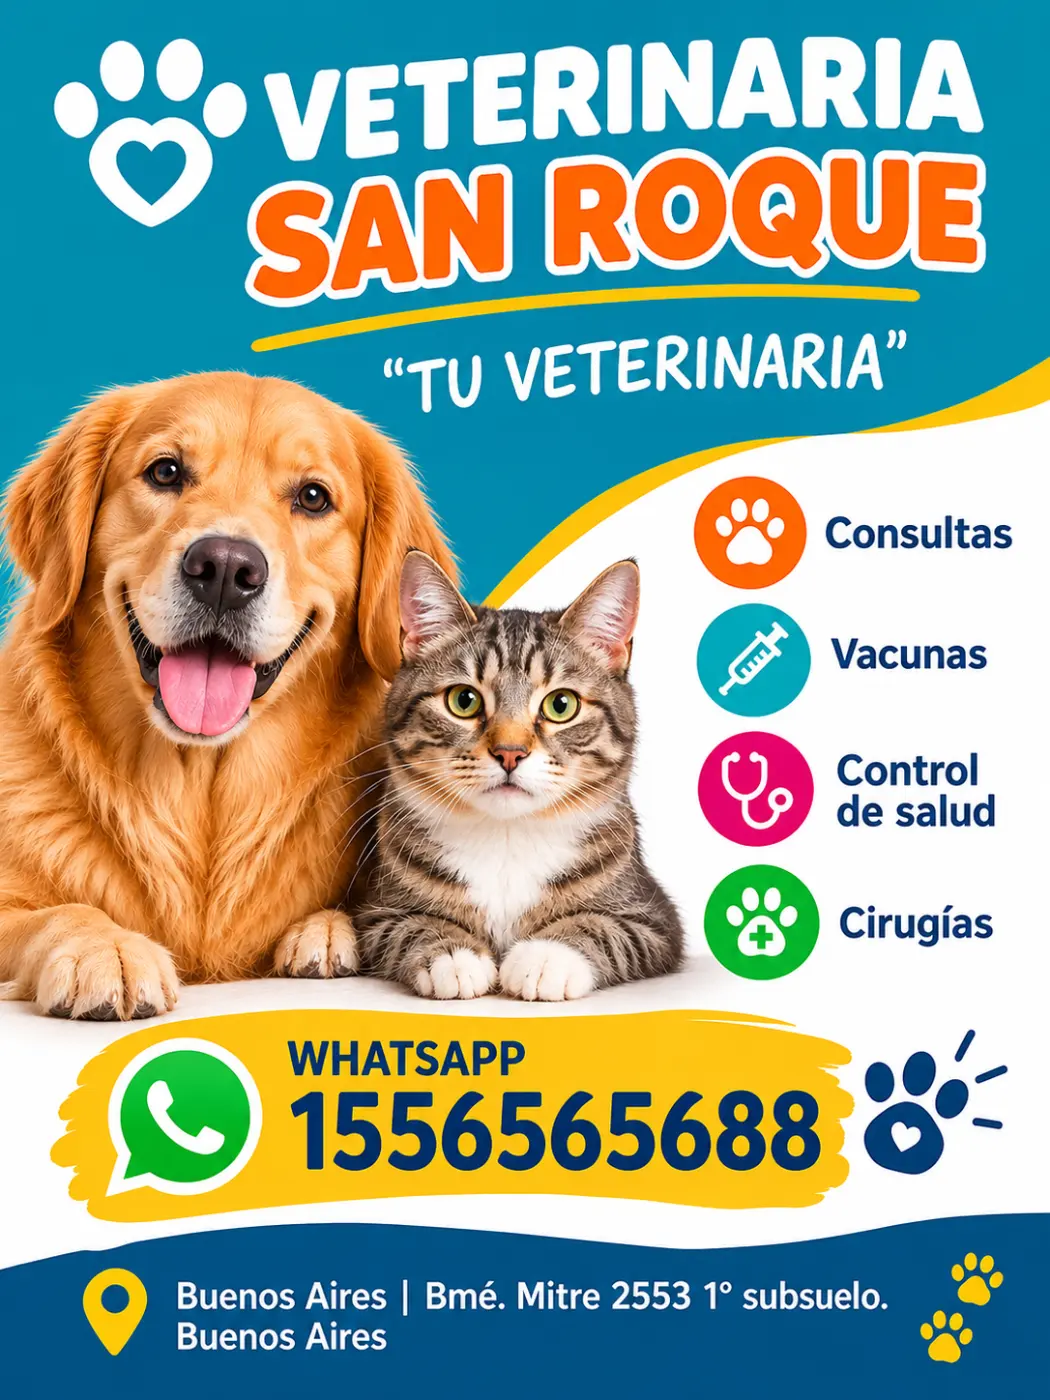 VETERINARIA
SAN ROQUE
“TU VETERINARIA”
Consultas
Vacunas
Control
de salud
Cirugías
WHATSAPP
1556565688
Buenos Aires | Bmé. Mitre 2553 1° subsuelo.
Buenos Aires